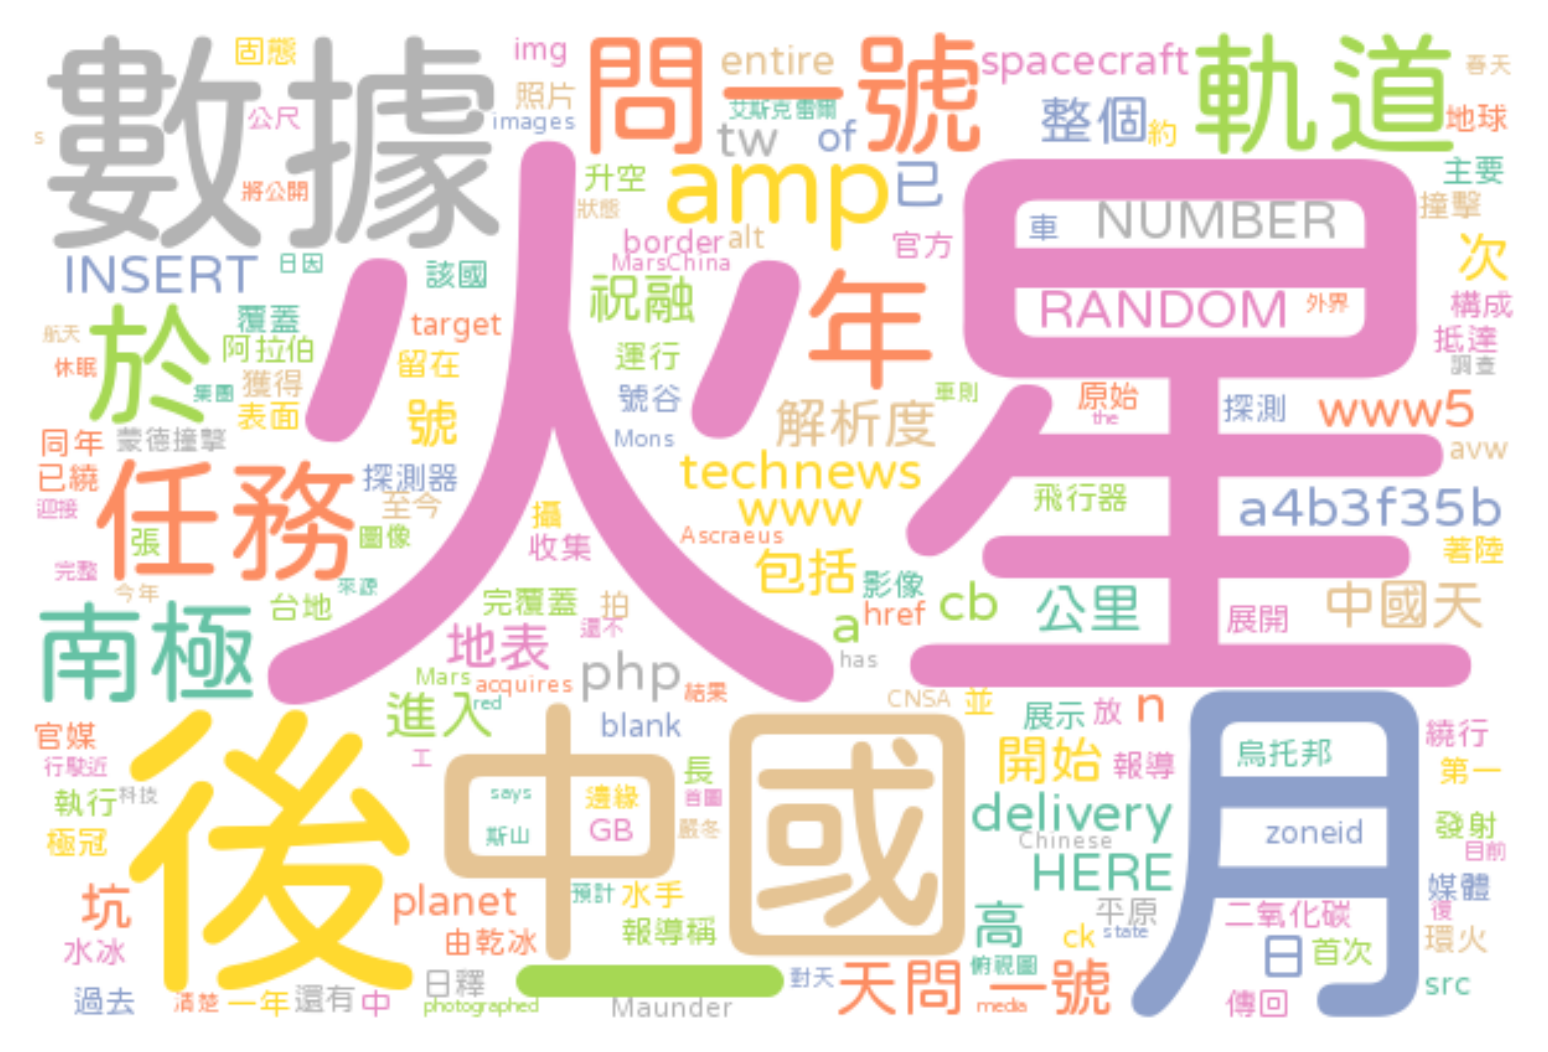 數據
固態
img
問一號
entire
spacecraft
軌道
春天
照片
公尺
images
艾斯克雷爾
tw
of
整個
約
地球
s
將公開
升空
狀態
amp
已
主要
撞擊
火星
車
NUMBER
INSERT
日因
該國
border
alt
官方
MarsChina
次
航天
於
覆蓋
target
祝融
年
RANDOM
外界
構成
休眠
阿拉伯
留在
運行
抵達
調查
集團
獲得
表面
號
號谷
車則
原始
the
探測
www5
同年
蒙德撞擊
Mons
解析度
avw
已繞
任務
探測器
technews
迎接
至今
www
飛行器
a4b3f35b
張
圖像
攝
收集
Ascraeus
著陸
完整
今年
來源
包括
影像
台地
完覆蓋
拍
href
cb
公里
展開
中國天
南極
地表
還不
a
has
Mars
acquires
php
結果
red
進入
CNSA
並
展示
放
n
官媒
後
中國
blank
月
繞行
行駛近
工
長
開始
報導
烏托邦
第一
執行
科技
says
邊緣
首圖
delivery
極冠
斯山
GB
嚴冬
Chinese
zoneid
發射
目前
HERE
坑
planet
預計
水手
平原
媒體
二氧化碳
復
水冰
由乾冰
報導稱
高
ck
state
日
首次
環火
俯視圖
過去
清楚
一年
還有
中
日釋
photographed
一
Maunder
對天
天問一號
media
傳回
src